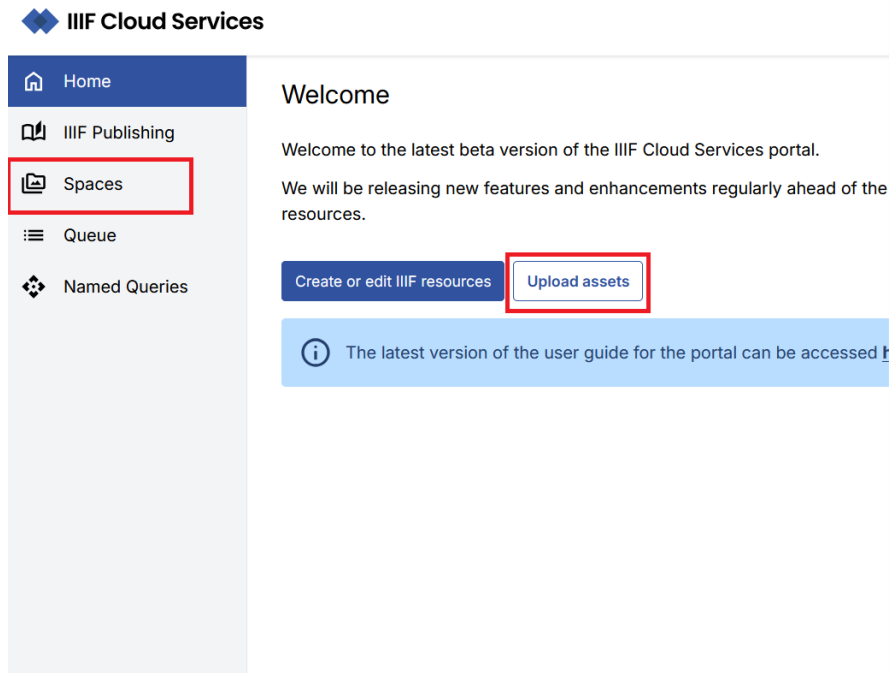 IIIF Cloud Services
Home
IIIF Publishing
Spaces
Queue
Named Queries
Welcome
Welcome to the latest beta version of the IIIF Cloud Services portal.
We will be releasing new features and enhancements regularly ahead of the
resources.
Create or edit IIIF resources
Upload assets
The latest version of the user guide for the portal can be accessed